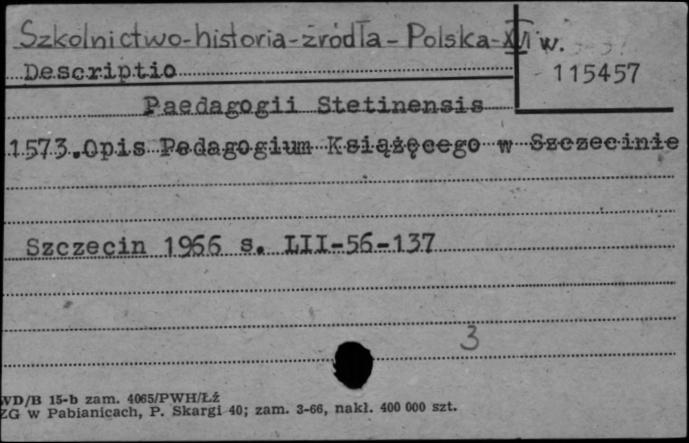 Szkolnictwo-historia-źródła-Polska-XVI w.
Descriptio
115457
Paedagogii Stetinensis
1573.Opis Pedagogium Książęcego w Szczecinie
Szczecin 1966 s. LII-56-137
3
WD/B 15-b zam. 4065/PWH/Łź
ZG w Pabianicach, P. Skargi 40; zam. 3-66, nakł. 400 000 szt.